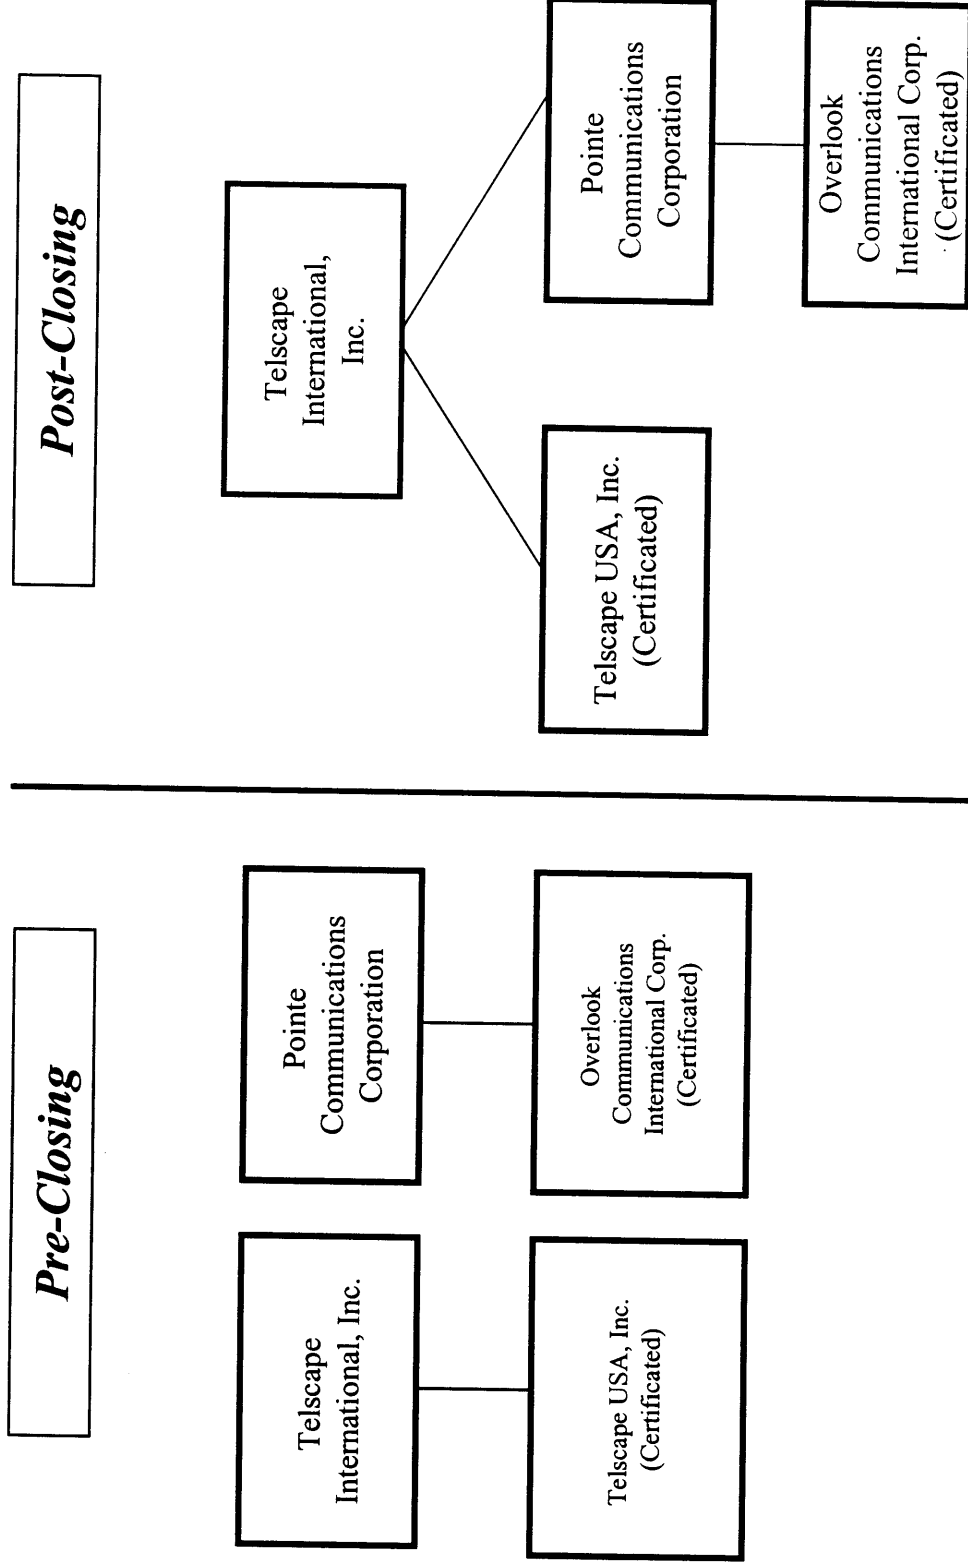 Pre-Closing
Telscape
International, Inc.
Pointe
Communications
Corporation
Telscape USA, Inc.
(Certificated)
Overlook
Communications
International Corp.
(Certificated)
Post-Closing
Telscape
International,
Inc.
Telscape USA, Inc.
(Certificated)
Pointe
Communications
Corporation
Overlook
Communications
International Corp.
(Certificated)